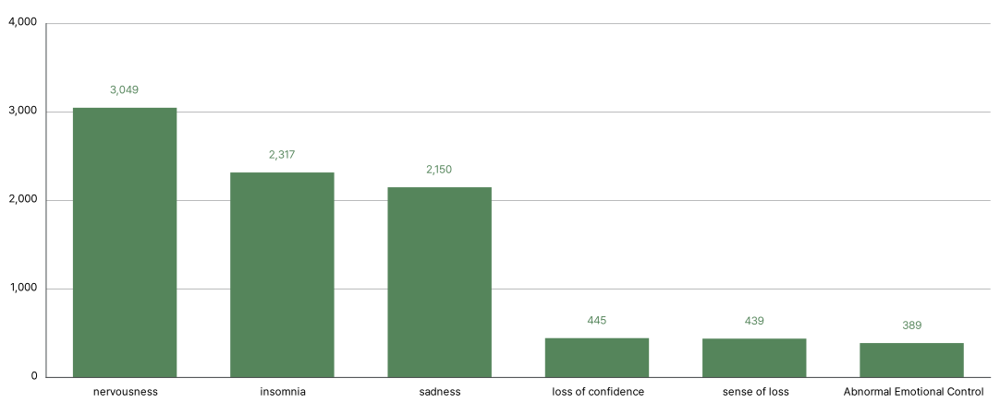 4,000
3,000
2,000
1,000
0
3,049
2,317
2,150
445
439
389
nervousness
insomnia
sadness
loss of confidence
sense of loss
Abnormal Emotional Control